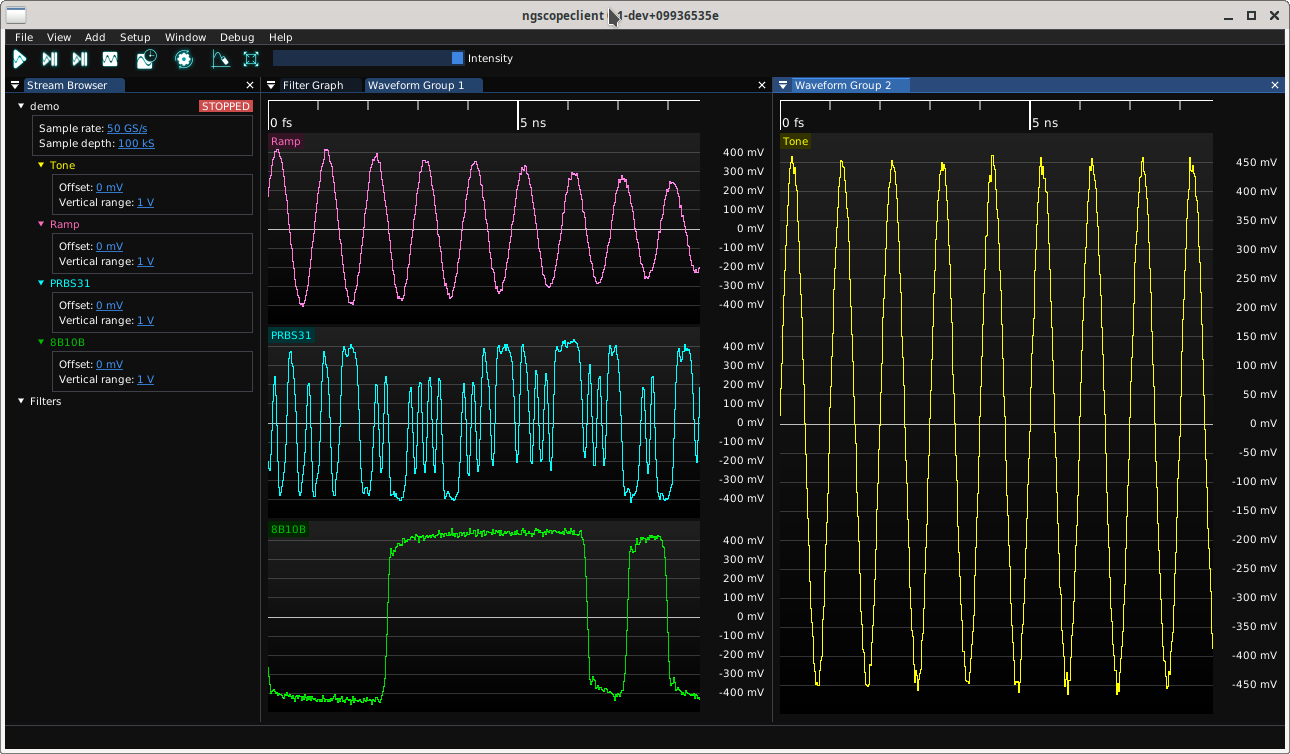 ngscopeclient 1-dev+09936535e
File View Add Setup Window Debug Help
Intensity
Stream Browser
demo STOPPED
Sample rate: 50 GS/s
Sample depth: 100 kS
Tone
Offset: 0 mV
Vertical range: 1 V
Ramp
Offset: 0 mV
Vertical range: 1 V
PRBS31
Offset: 0 mV
Vertical range: 1 V
8B10B
Offset: 0 mV
Vertical range: 1 V
Filters
Filter Graph Waveform Group 1
0 fs 5 ns
Ramp
400 mV
300 mV
200 mV
100 mV
0 mV
-100 mV
-200 mV
-300 mV
-400 mV
PRBS31
400 mV
300 mV
200 mV
100 mV
0 mV
-100 mV
-200 mV
-300 mV
-400 mV
8B10B
400 mV
300 mV
200 mV
100 mV
0 mV
-100 mV
-200 mV
-300 mV
-400 mV
Waveform Group 2
0 fs 5 ns
Tone
450 mV
400 mV
350 mV
300 mV
250 mV
200 mV
150 mV
100 mV
50 mV
0 mV
-50 mV
-100 mV
-150 mV
-200 mV
-250 mV
-300 mV
-350 mV
-400 mV
-450 mV